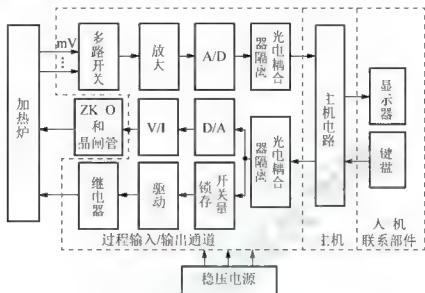 加热炉
mV
⋮
多路开关
放大
A/D
光电耦合器隔离
主机电路
显示器
键盘
ZK-O和晶闸管
V/I
D/A
光电耦合器隔离
继电器
驱动
开关量锁存
过程输入/输出通道
主机
人机
联系部件
稳压电源